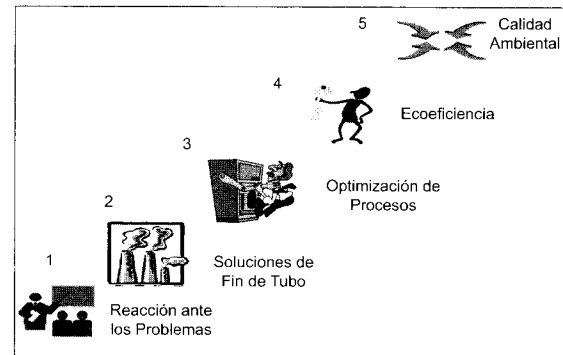 5
Calidad
Ambiental
4
Ecoeficiencia
3
Optimización de
Procesos
2
Soluciones de
Fin de Tubo
1
Reacción ante
los Problemas